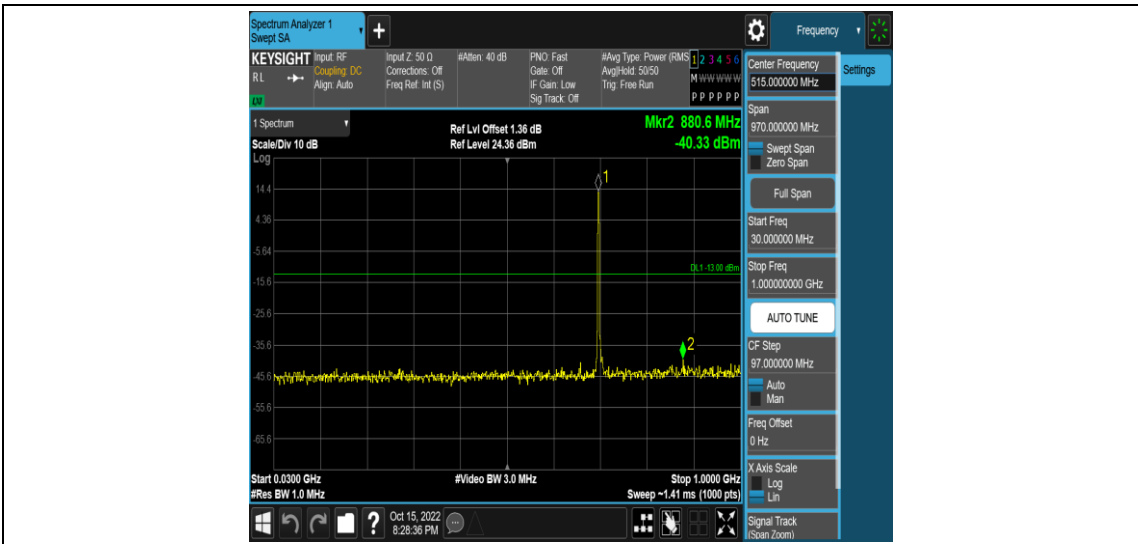 Spectrum Analyzer 1
Swept SA
Frequency
KEYSIGHT
RL
Input: RF
Coupling: DC
Align: Auto
Input Z: 50 Ω
Corrections: Off
Freq Ref: Int (S)
#Atten: 40 dB
PNO: Fast
Gate: Off
IF Gain: Low
Sig Track: Off
#Avg Type: Power (RMS
Avg|Hold: 50/50
Trig: Free Run
1 2 3 4 5 6
M W W W W W
P P P P P P
Center Frequency
515.000000 MHz
Settings
Span
970.000000 MHz
Swept Span
Zero Span
Full Span
Start Freq
30.000000 MHz
Stop Freq
1.000000000 GHz
AUTO TUNE
CF Step
97.000000 MHz
Auto
Man
Freq Offset
0 Hz
X Axis Scale
Log
Lin
Signal Track
(Span Zoom)
1 Spectrum
Scale/Div 10 dB
Log
Ref Lvl Offset 1.36 dB
Ref Level 24.36 dBm
Mkr2 880.6 MHz
-40.33 dBm
1
14.4
4.36
-5.64
DL1 -13.00 dBm
-15.6
-25.6
-35.6
2
-45.6
-55.6
-65.6
Start 0.0300 GHz
#Res BW 1.0 MHz
#Video BW 3.0 MHz
Stop 1.0000 GHz
Sweep ~1.41 ms (1000 pts)
?
Oct 15, 2022
8:28:36 PM